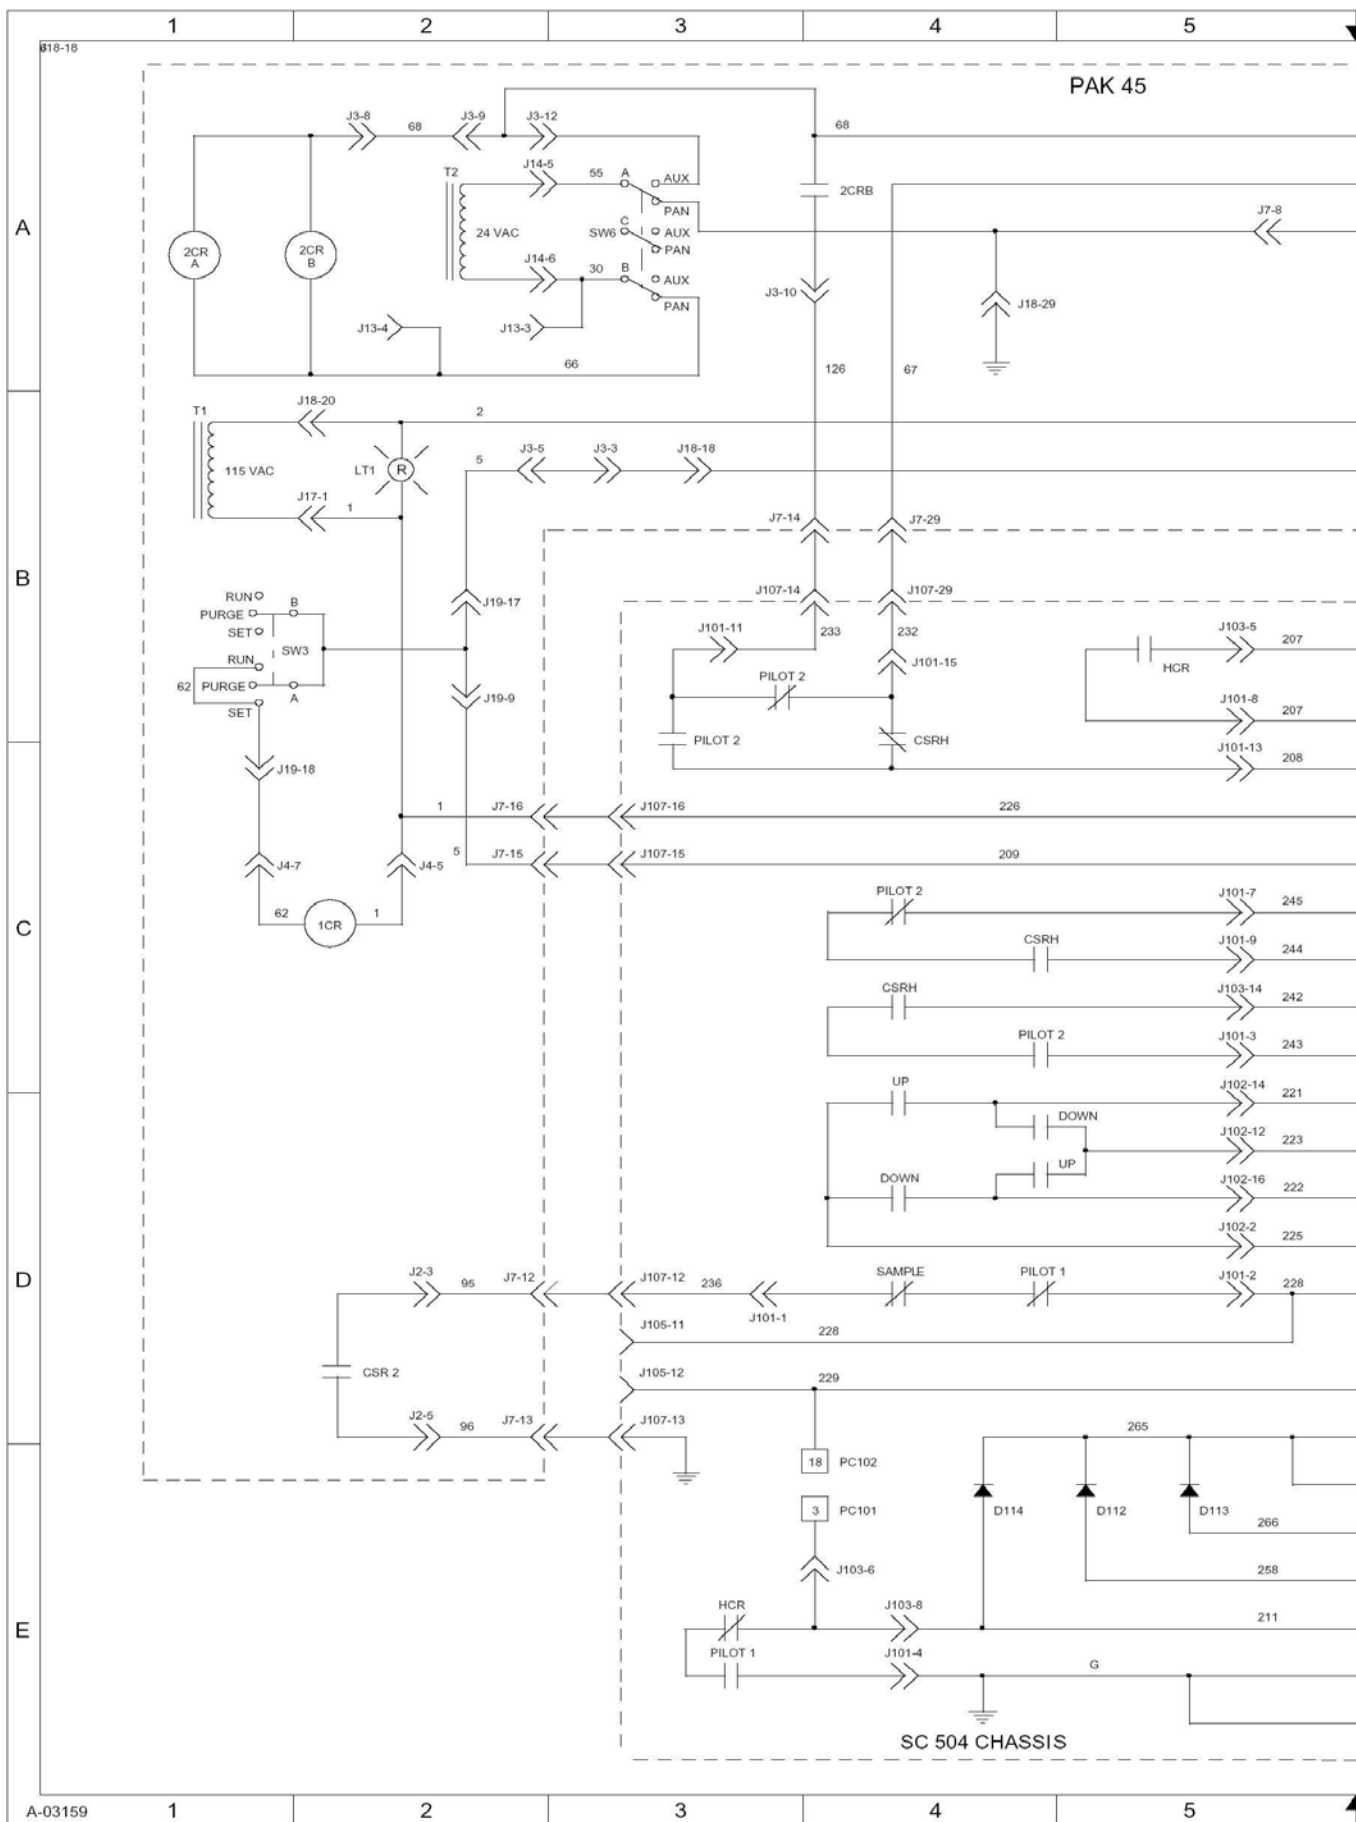 1 2 3 4 5
618-18
PAK 45
J3-8 68 J3-9 J3-12 68
T2 J14-5 55 A AUX
PAN
2CRB
A
2CR A
2CR B
24 VAC
SW6 C AUX
PAN
J7-8
J14-6 30 B AUX
PAN
J3-10 J18-29
J13-4 J13-3
66 126 67
T1 J18-20 2
115 VAC LT1 R 5 J3-5 J3-3 J18-18
J17-1 1
J7-14 J7-29
B
RUN
PURGE B
SET
J19-17
J107-14 J107-29
SW3
RUN
62 PURGE A
SET
J19-9
J101-11 233 232 J103-5 207
J101-15 HCR
PILOT 2
J101-8 207
PILOT 2 CSRH
J101-13 208
J19-18
1 J7-16 J107-16 226
5 J7-15 J107-15 209
J4-7 J4-5
PILOT 2 J101-7 245
C
62 1CR 1
CSRH J101-9 244
CSRH J103-14 242
PILOT 2 J101-3 243
UP J102-14 221
DOWN
J102-12 223
UP
DOWN J102-16 222
J102-2 225
D
J2-3 95 J7-12 J107-12 236 J101-1 SAMPLE PILOT 1 J101-2 228
J105-11 228
CSR 2
J105-12 229
J2-5 96 J7-13 J107-13 265
18 PC102
3 PC101
D114 D112 D113
266
J103-6 258
E
HCR J103-8 211
PILOT 1 J101-4 G
SC 504 CHASSIS
A-03159 1 2 3 4 5